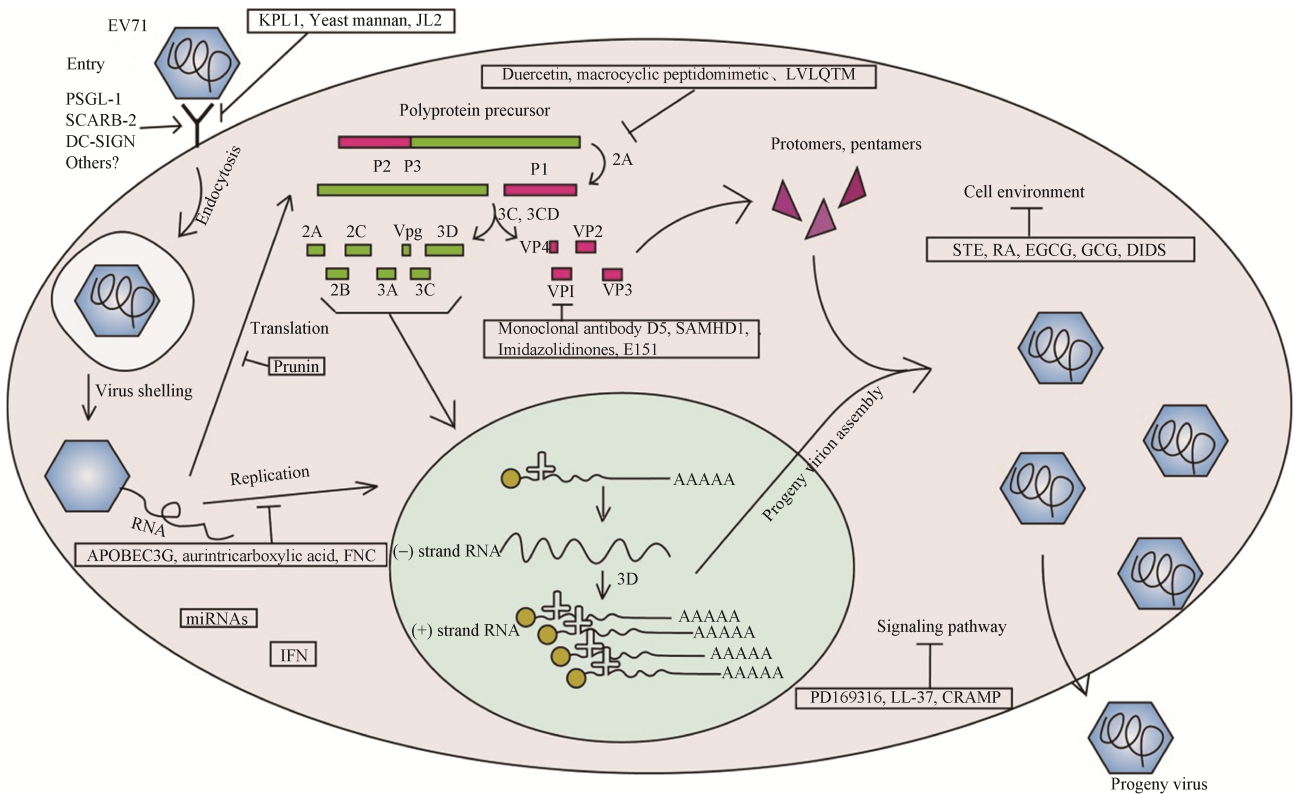 EV71
KPL1, Yeast mannan, JL2
Entry
PSGL-1
SCARB-2
DC-SIGN
Others?
Endocytosis
Duercetin, macrocyclic peptidomimetic、LVLQTM
Polyprotein precursor
2A
P2 P3
P1
3C, 3CD
2A
2C
Vpg
3D
2B
3A
3C
VP4
VP2
VPI
VP3
Protomers, pentamers
Cell environment
STE, RA, EGCG, GCG, DIDS
Monoclonal antibody D5, SAMHD1,
Imidazolidinones, E151
Translation
Prunin
Virus shelling
Replication
RNA
APOBEC3G, aurintricarboxylic acid, FNC
miRNAs
IFN
AAAAA
(−) strand RNA
3D
(+) strand RNA
AAAAA
AAAAA
AAAAA
AAAAA
Progeny virion assembly
Signaling pathway
PD169316, LL-37, CRAMP
Progeny virus